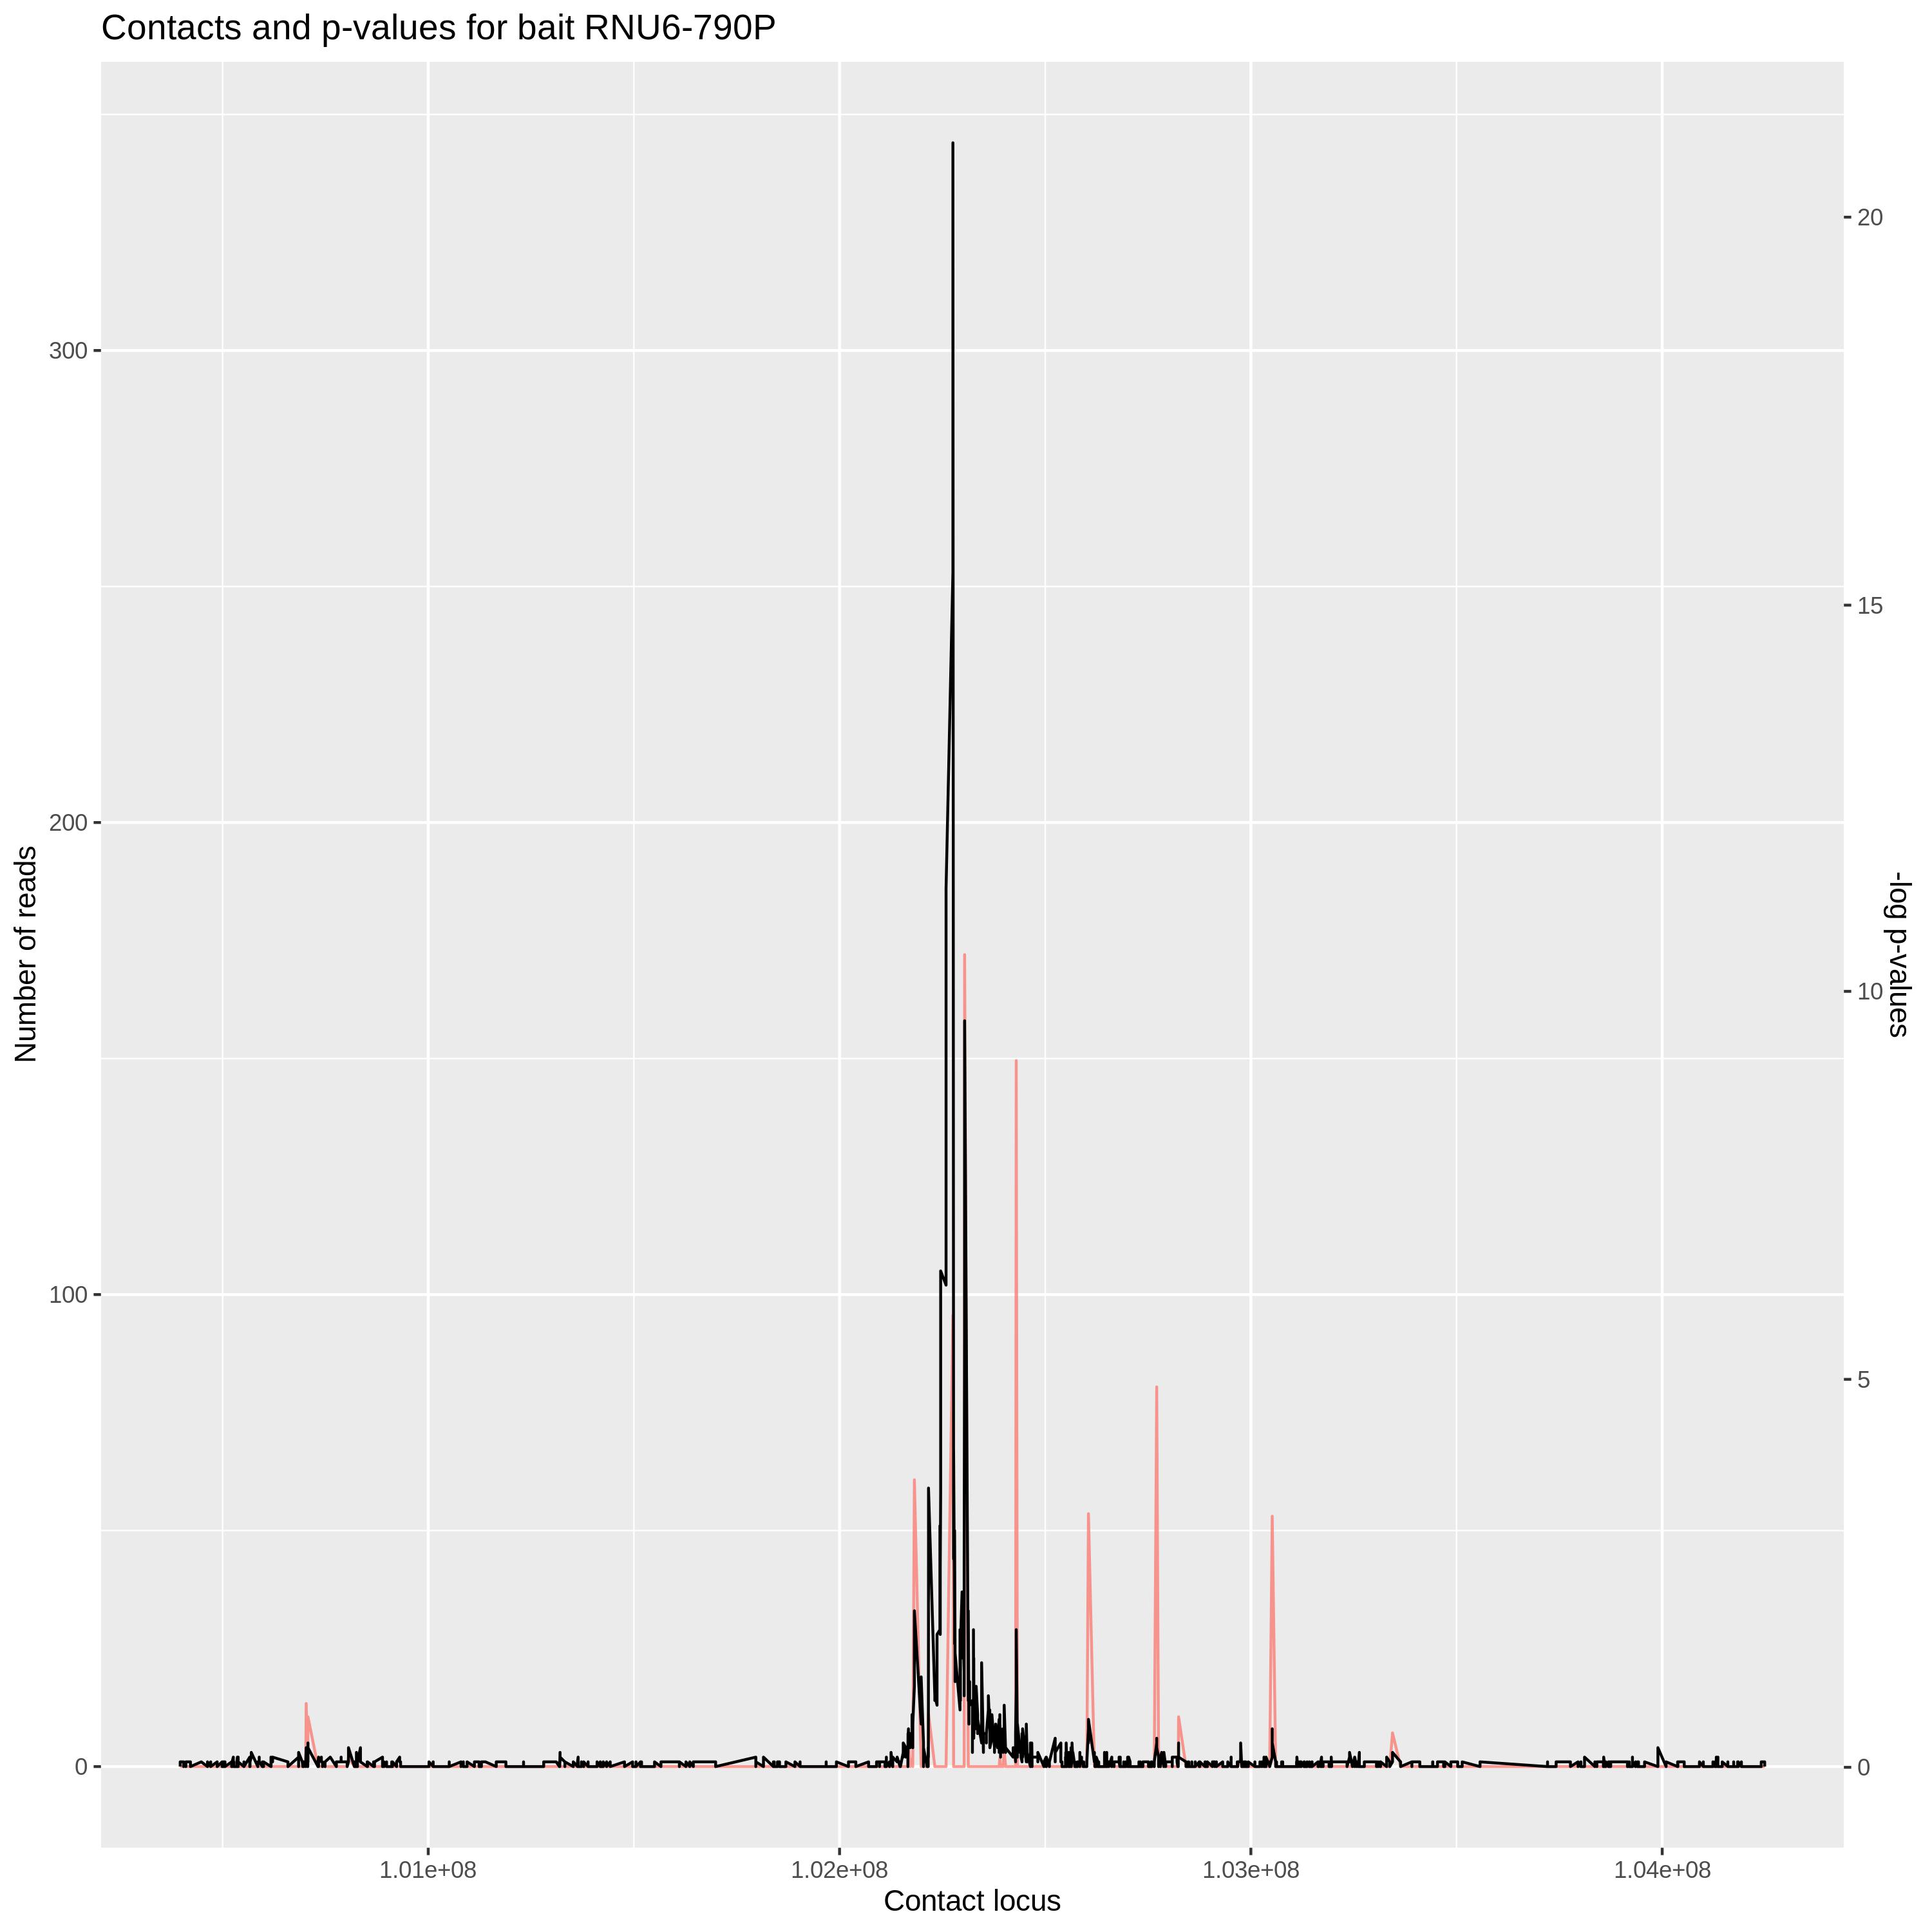 Contacts and p-values for bait RNU6-790P
300
200
100
0
Number of reads
20
15
10
5
0
-log p-values
1.01e+08
1.02e+08
1.03e+08
1.04e+08
Contact locus